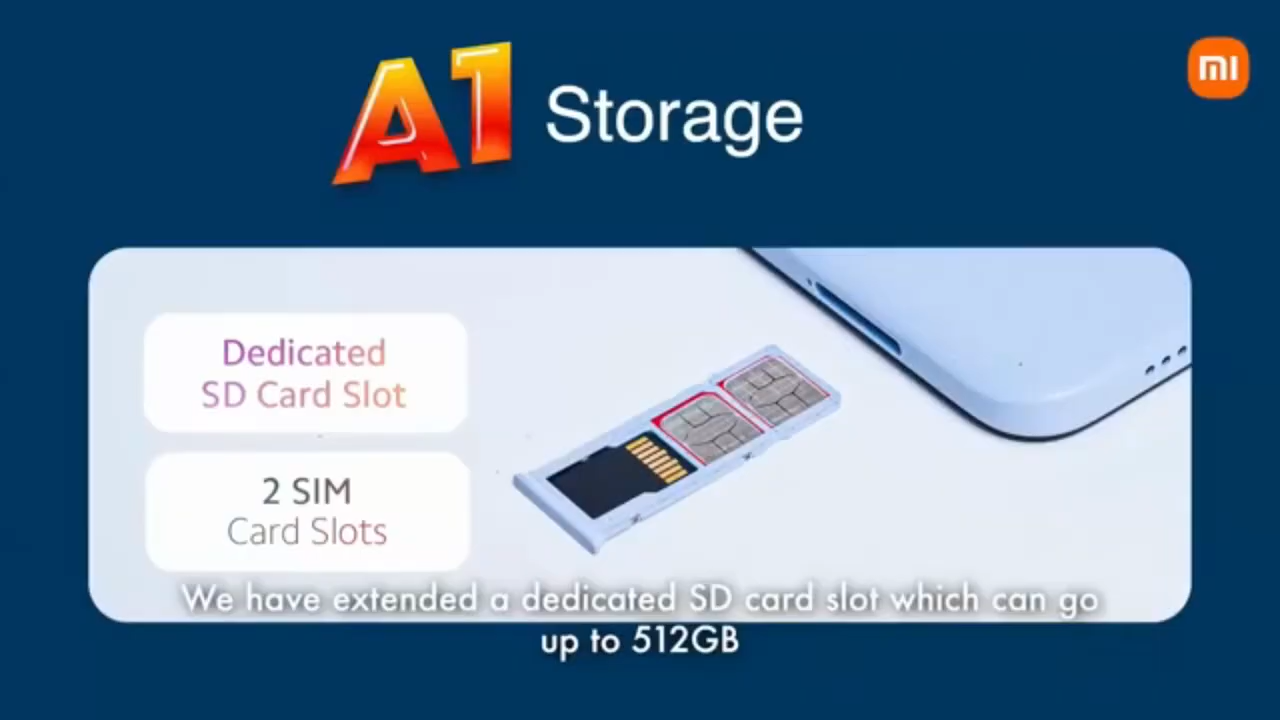 A1 Storage
mi
Dedicated
SD Card Slot
2 SIM
Card Slots
We have extended a dedicated SD card slot which can go
up to 512GB